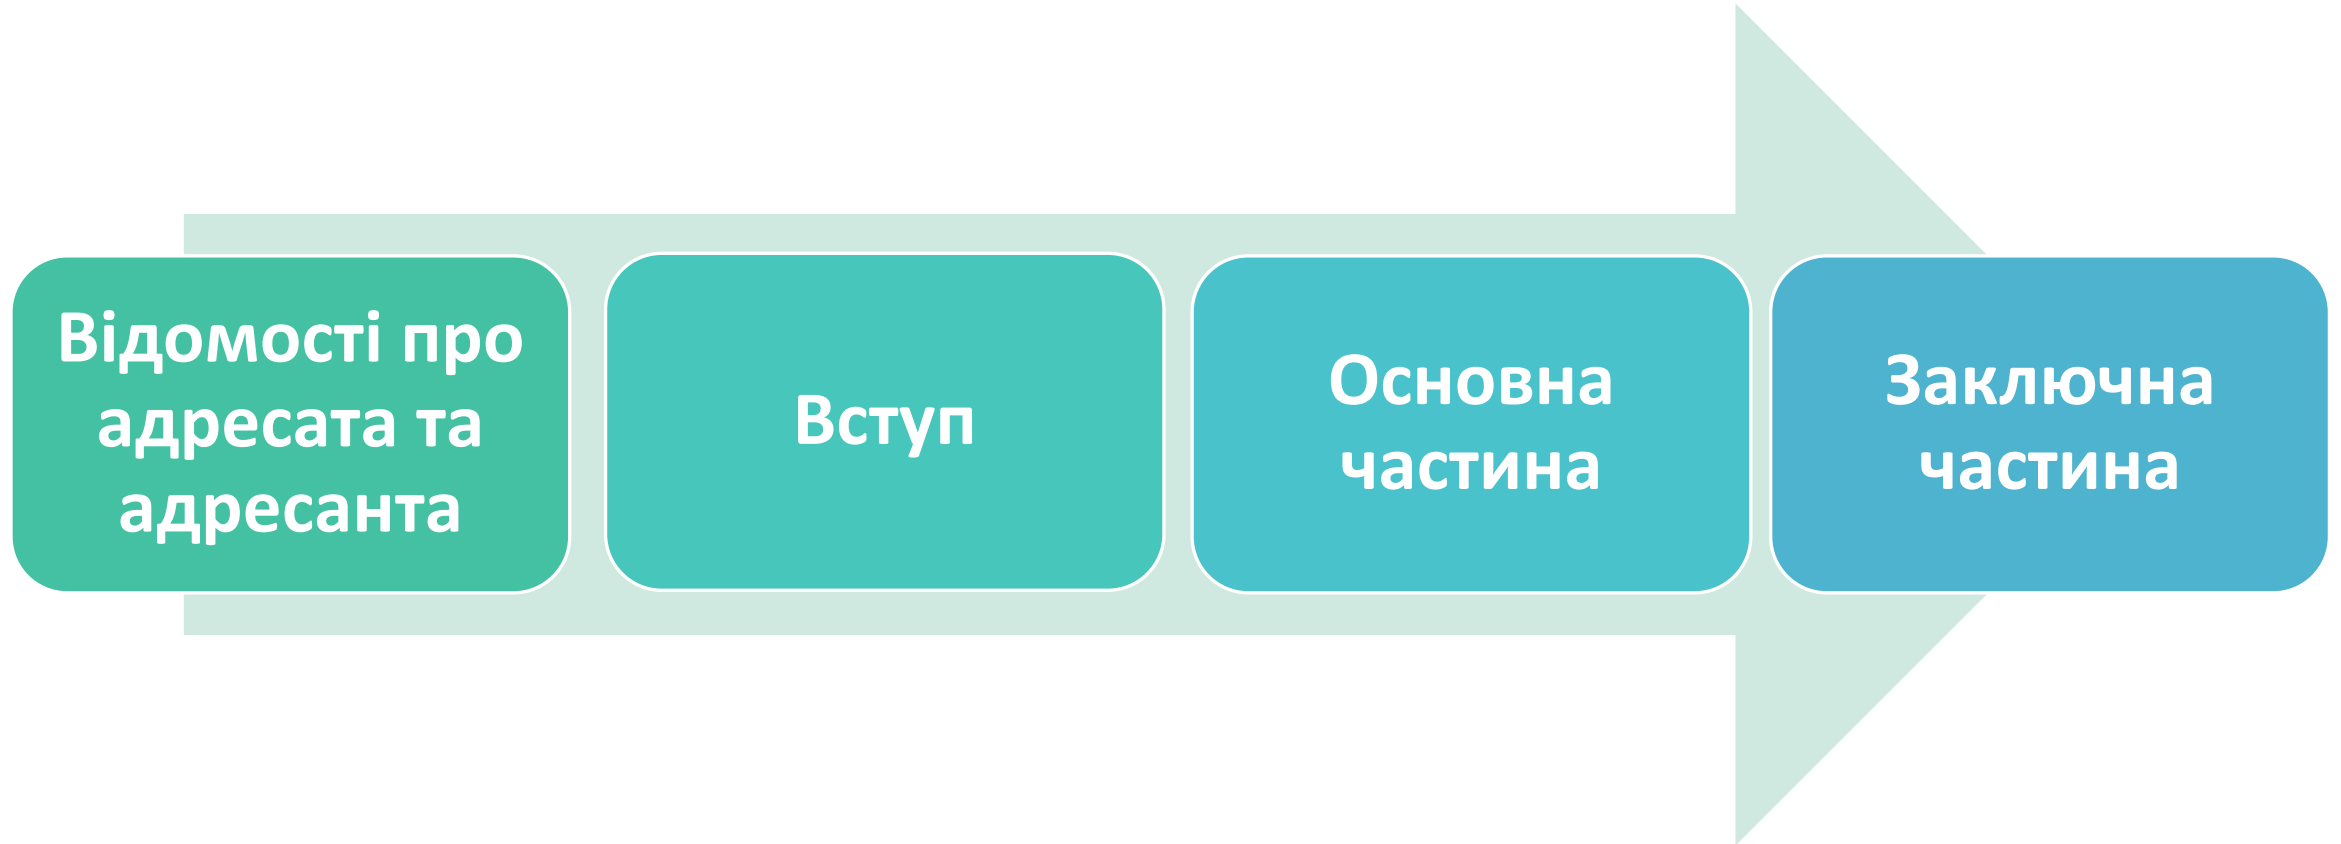 Відомості про
адресата та
адресанта
Вступ
Основна
частина
Заключна
частина